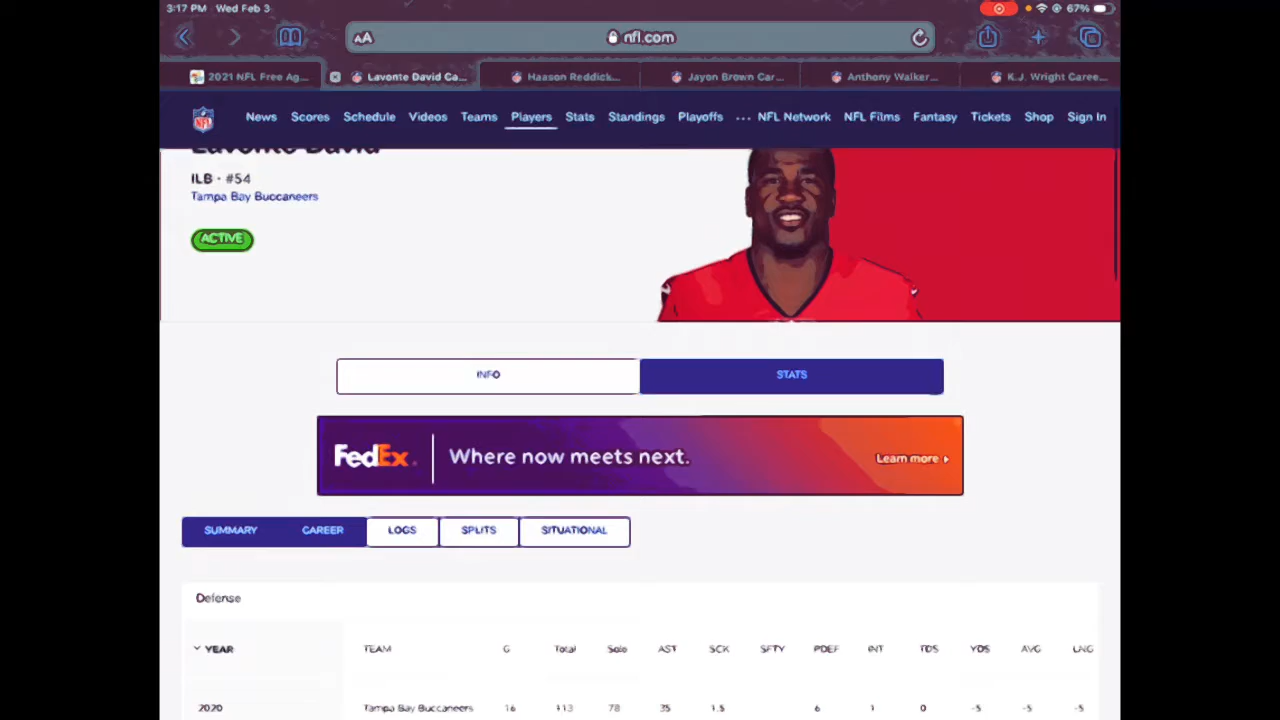 3:17 PM Wed Feb 3
67%
AA
nfl.com
2021 NFL Free Ag...
Lavonte David Ca...
Haason Reddick...
Jayon Brown Car...
Anthony Walker...
K.J. Wright Caree...
NFL
News Scores Schedule Videos Teams Players Stats Standings Playoffs ... NFL Network NFL Films Fantasy Tickets Shop Sign In
Lavonte David
ILB · #54
Tampa Bay Buccaneers
ACTIVE
INFO STATS
FedEx. Where now meets next. Learn more
SUMMARY CAREER LOGS SPLITS SITUATIONAL
Defense
YEAR TEAM G Total Solo AST SCK SFTY PDEF INT TDS YDS AVG LNG
2020 Tampa Bay Buccaneers 16 113 78 35 1.5 6 1 0 -5 -5 -5